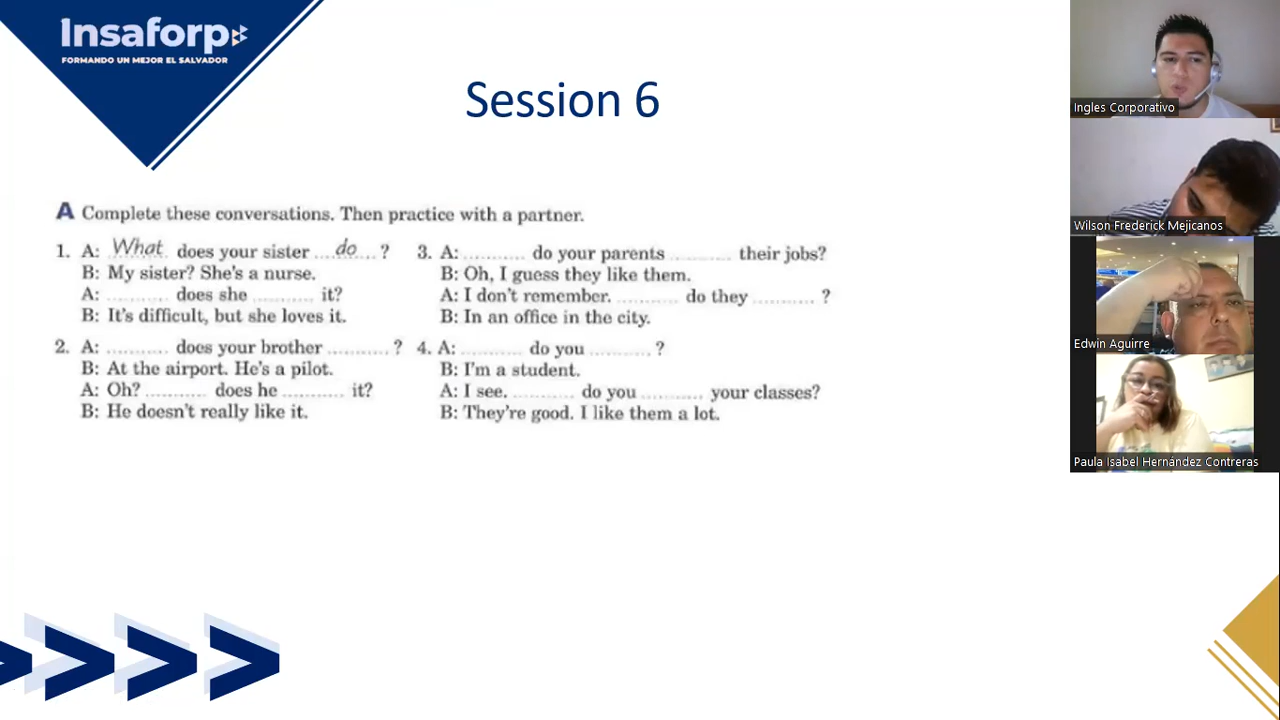 Insaforp
FORMANDO UN MEJOR EL SALVADOR
Session 6
A Complete these conversations. Then practice with a partner.
1. A: What does your sister ....do....?
B: My sister? She's a nurse.
A: .......... does she .......... it?
B: It's difficult, but she loves it.
2. A: .......... does your brother ..........?
B: At the airport. He's a pilot.
A: Oh? .......... does he .......... it?
B: He doesn't really like it.
3. A: .......... do your parents .......... their jobs?
B: Oh, I guess they like them.
A: I don't remember. .......... do they ..........?
B: In an office in the city.
4. A: .......... do you ..........?
B: I'm a student.
A: I see. .......... do you .......... your classes?
B: They're good. I like them a lot.
Ingles Corporativo
Wilson Frederick Mejicanos
Edwin Aguirre
Paula Isabel Hernández Contreras